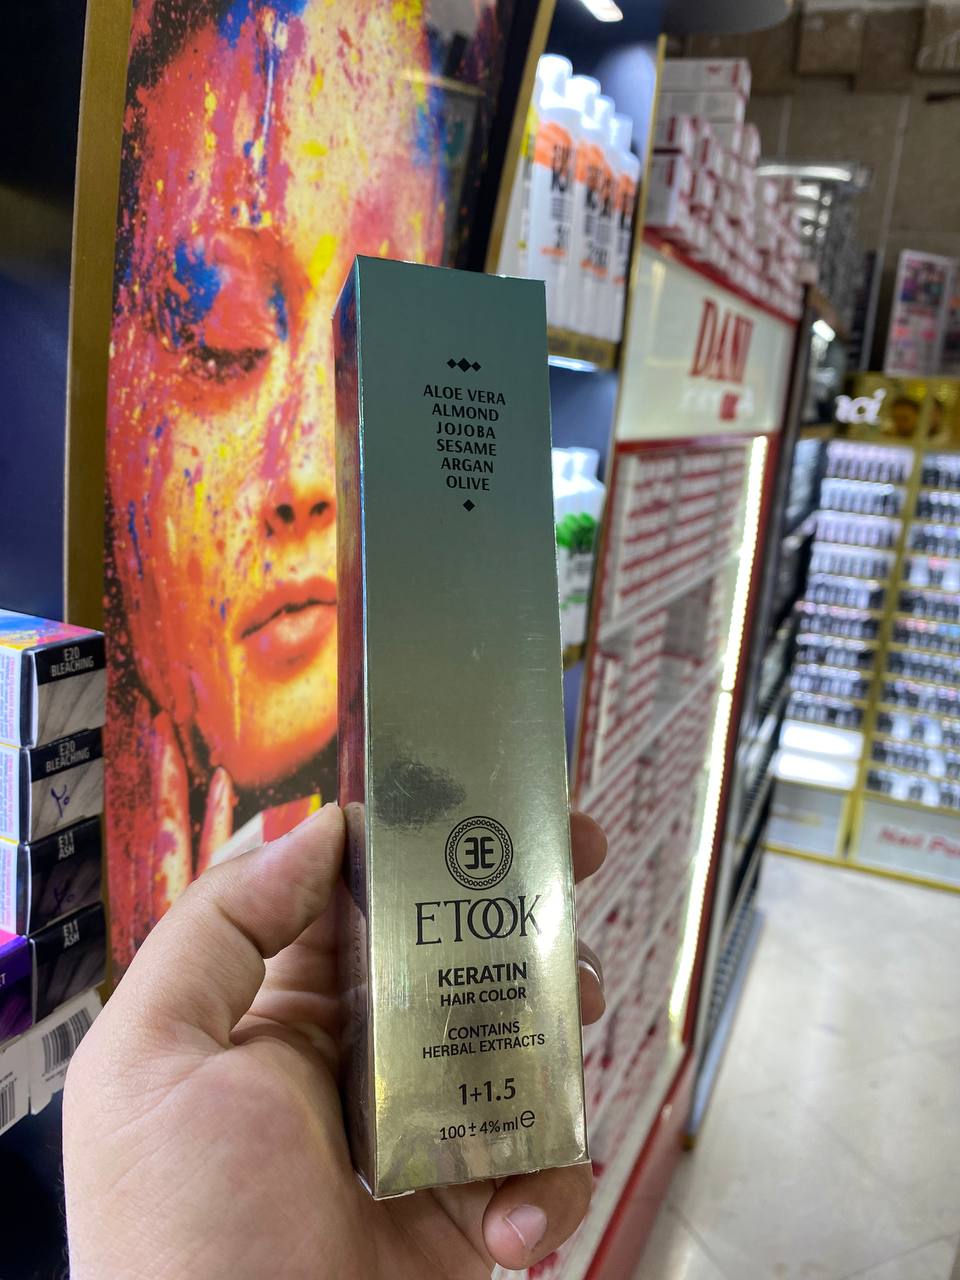 ALOE VERA
ALMOND
JOJOBA
SESAME
ARGAN
OLIVE
ƎE
ETOOK
KERATIN
HAIR COLOR
CONTAINS
HERBAL EXTRACTS
1+1.5
100±4% ml e
E20
BLEACHING
E20
BLEACHING
E11
ASH
E11
ASH
DANI